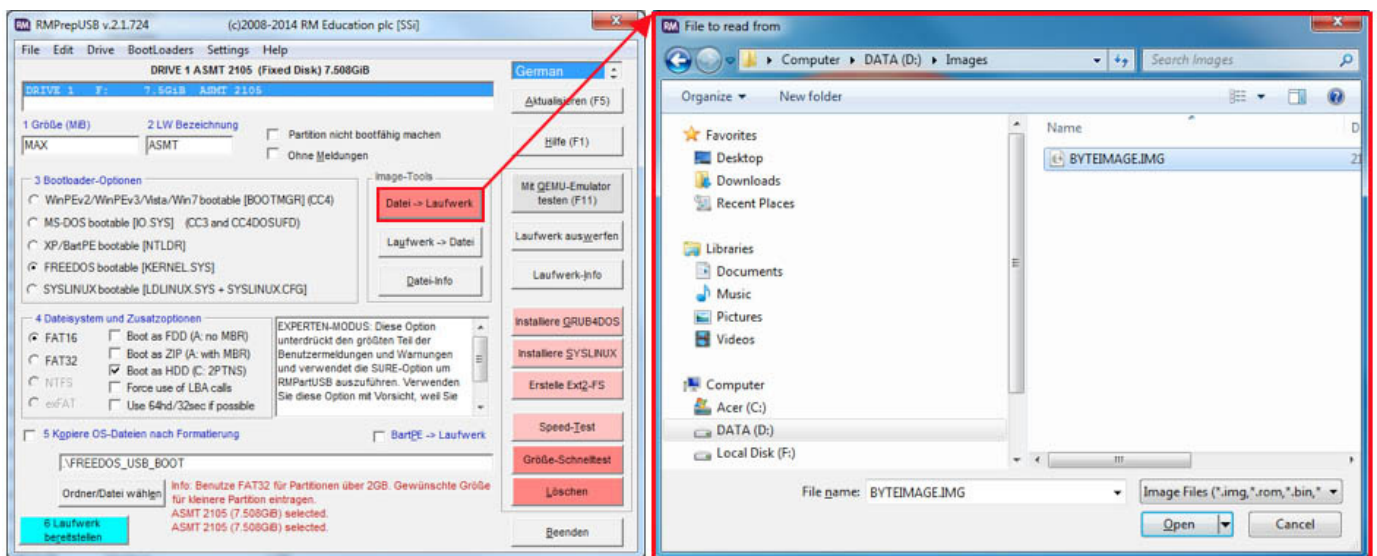 RMPrepUSB v.2.1.724 (c)2008-2014 RM Education plc [SSi]
File Edit Drive BootLoaders Settings Help
DRIVE 1 ASMT 2105 (Fixed Disk) 7.508GiB
German
DRIVE 1 F: 7.5GiB ASMT 2105
Aktualisieren (F5)
1 Größe (MiB) 2 LW Bezeichnung
MAX ASMT
Partition nicht bootfähig machen
Ohne Meldungen
Hilfe (F1)
3 Bootloader-Optionen
WinPEv2/WinPEv3/Vista/Win7 bootable [BOOTMGR] (CC4)
MS-DOS bootable [IO.SYS] (CC3 and CC4DOSUFD)
XP/BartPE bootable [NTLDR]
FREEDOS bootable [KERNEL.SYS]
SYSLINUX bootable [LDLINUX.SYS + SYSLINUX.CFG]
Image-Tools
Datei -> Laufwerk
Laufwerk -> Datei
Datei-Info
Mit QEMU-Emulator
testen (F11)
Laufwerk auswerfen
Laufwerk-Info
4 Dateisystem und Zusatzoptionen
FAT16 Boot as FDD (A: no MBR)
FAT32 Boot as ZIP (A: with MBR)
Boot as HDD (C: 2PTNS)
NTFS Force use of LBA calls
exFAT Use 64hd/32sec if possible
EXPERTEN-MODUS: Diese Option
unterdrückt den größten Teil der
Benutzermeldungen und Warnungen
und verwendet die SURE-Option um
RMPartUSB auszuführen. Verwenden
Sie diese Option mit Vorsicht, weil Sie
Installiere GRUB4DOS
Installiere SYSLINUX
Erstelle Ext2-FS
Speed-Test
Größe-Schnelltest
Löschen
Beenden
5 Kopiere OS-Dateien nach Formatierung
BartPE -> Laufwerk
.\FREEDOS_USB_BOOT
Ordner/Datei wählen
Info: Benutze FAT32 für Partitionen über 2GB. Gewünschte Größe
für kleinere Partition eintragen.
ASMT 2105 (7.508GiB) selected.
ASMT 2105 (7.508GiB) selected.
6 Laufwerk
bereitstellen
File to read from
Computer DATA (D:) Images
Search Images
Organize New folder
Favorites
Desktop
Downloads
Recent Places
Libraries
Documents
Music
Pictures
Videos
Computer
Acer (C:)
DATA (D:)
Local Disk (F:)
Name D
BYTEIMAGE.IMG 21
File name: BYTEIMAGE.IMG
Image Files (*.img,*.rom,*.bin,*
Open Cancel